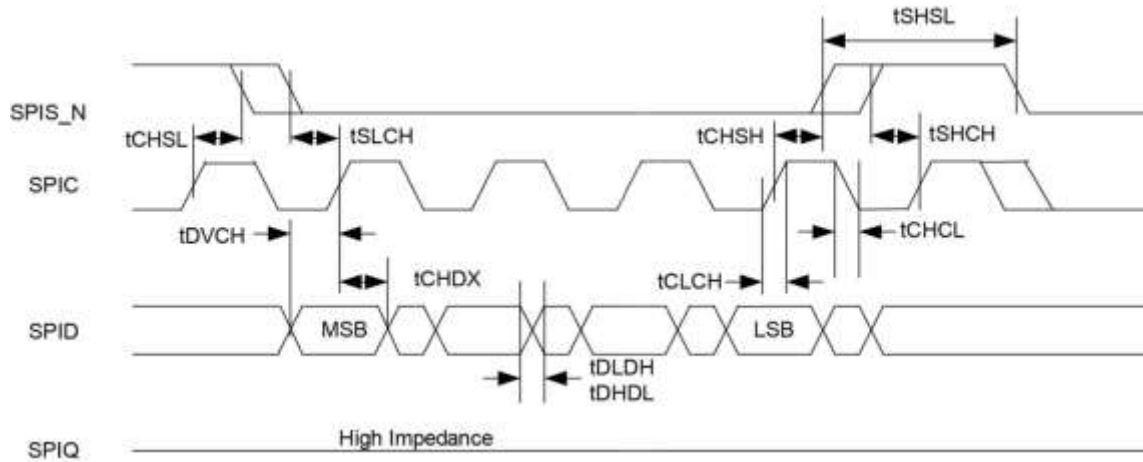 tSHSL
SPIS_N
tCHSL
tSLCH
tCHSH
tSHCH
SPIC
tDVCH
tCHCL
tCHDX
tCLCH
SPID
MSB
LSB
tDLDH
tDHDL
High Impedance
SPIQ